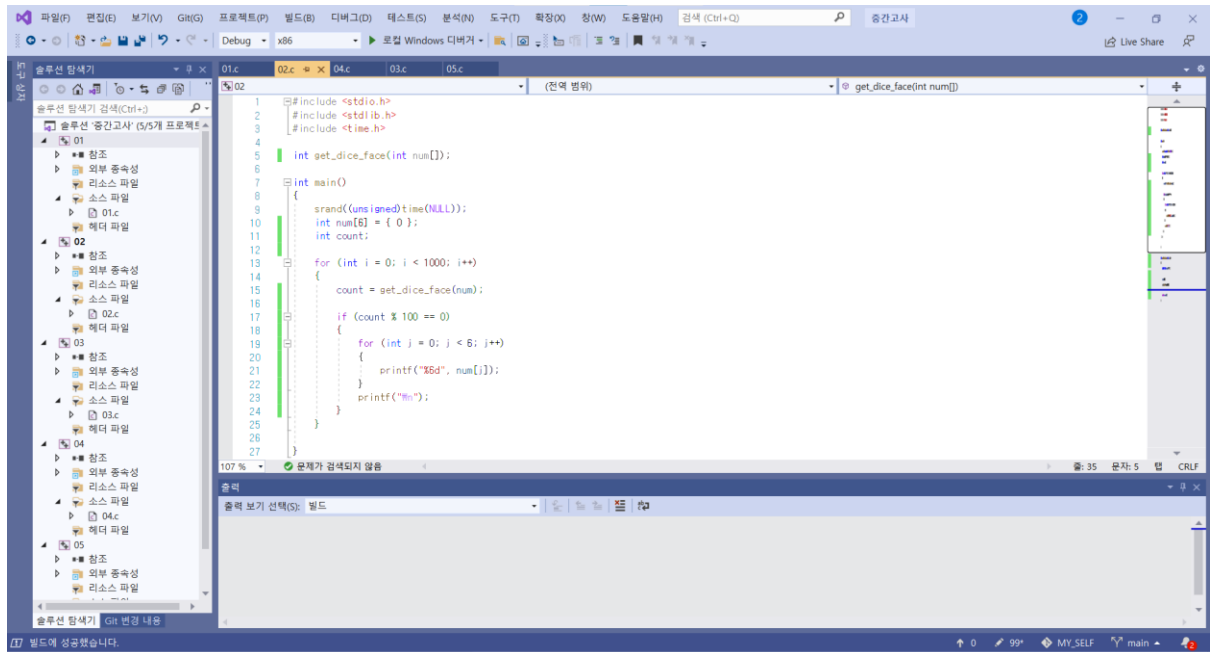 파일(F) 편집(E) 보기(V) Git(G) 프로젝트(P) 빌드(B) 디버그(D) 테스트(S) 분석(N) 도구(T) 확장(X) 창(W) 도움말(H) 검색 (Ctrl+Q) 중간고사 2
Debug x86 로컬 Windows 디버거 Live Share
도구 상자
솔루션 탐색기
솔루션 탐색기 검색(Ctrl+;)
솔루션 '중간고사' (5/5개 프로젝트
01
참조
외부 종속성
리소스 파일
소스 파일
01.c
헤더 파일
02
참조
외부 종속성
리소스 파일
소스 파일
02.c
헤더 파일
03
참조
외부 종속성
리소스 파일
소스 파일
03.c
헤더 파일
04
참조
외부 종속성
리소스 파일
소스 파일
04.c
헤더 파일
05
참조
외부 종속성
리소스 파일
솔루션 탐색기 Git 변경 내용
01.c 02.c 04.c 03.c 05.c
02 (전역 범위) get_dice_face(int num[])
1 #include <stdio.h>
2 #include <stdlib.h>
3 #include <time.h>
4
5 int get_dice_face(int num[]);
6
7 int main()
8 {
9 srand((unsigned)time(NULL));
10 int num[6] = { 0 };
11 int count;
12
13 for (int i = 0; i < 1000; i++)
14 {
15 count = get_dice_face(num);
16
17 if (count % 100 == 0)
18 {
19 for (int j = 0; j < 6; j++)
20 {
21 printf("%6d", num[j]);
22 }
23 printf("₩n");
24 }
25 }
26
27 }
107 % 문제가 검색되지 않음 줄: 35 문자: 5 탭 CRLF
출력
출력 보기 선택(S): 빌드
빌드에 성공했습니다. 0 99+ MY_SELF main 2